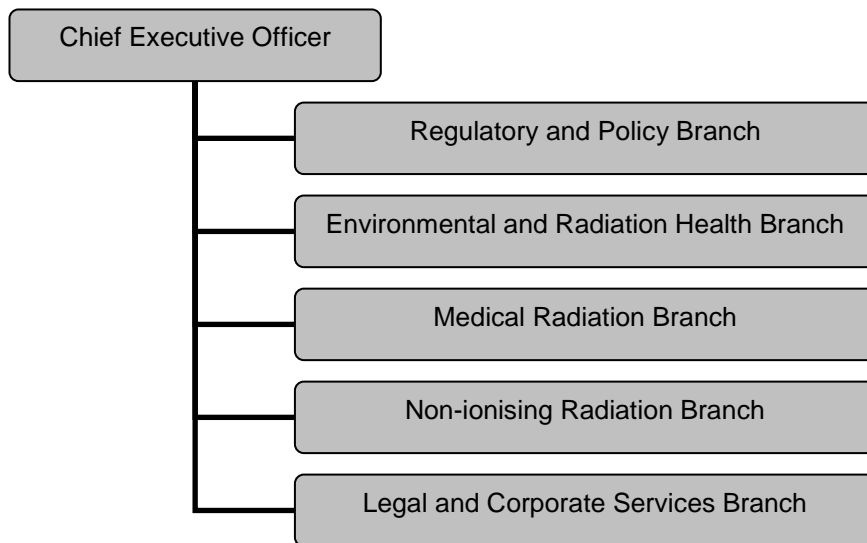 Chief Executive Officer
Regulatory and Policy Branch
Environmental and Radiation Health Branch
Medical Radiation Branch
Non-ionising Radiation Branch
Legal and Corporate Services Branch